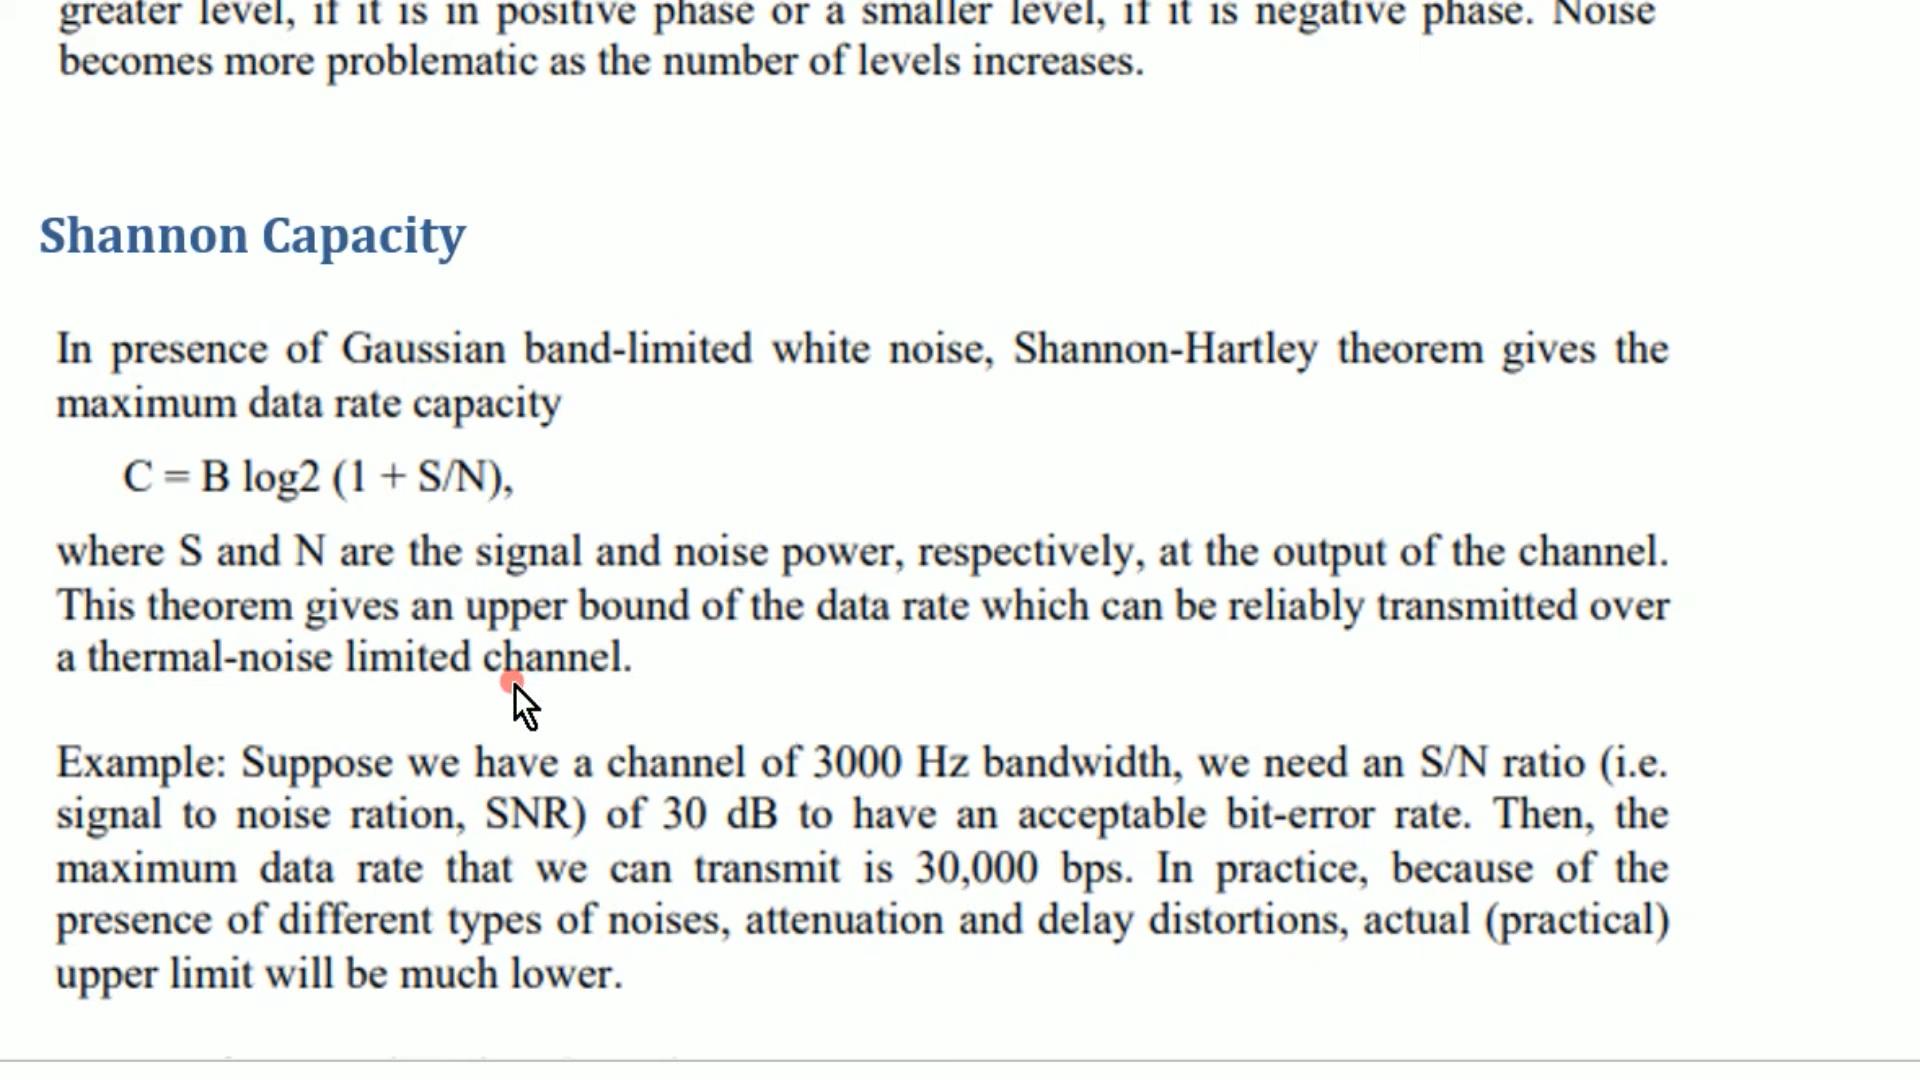 greater level, if it is in positive phase or a smaller level, if it is negative phase. Noise
becomes more problematic as the number of levels increases.
Shannon Capacity
In presence of Gaussian band-limited white noise, Shannon-Hartley theorem gives the
maximum data rate capacity
C = B log2 (1 + S/N),
where S and N are the signal and noise power, respectively, at the output of the channel.
This theorem gives an upper bound of the data rate which can be reliably transmitted over
a thermal-noise limited channel.
Example: Suppose we have a channel of 3000 Hz bandwidth, we need an S/N ratio (i.e.
signal to noise ration, SNR) of 30 dB to have an acceptable bit-error rate. Then, the
maximum data rate that we can transmit is 30,000 bps. In practice, because of the
presence of different types of noises, attenuation and delay distortions, actual (practical)
upper limit will be much lower.